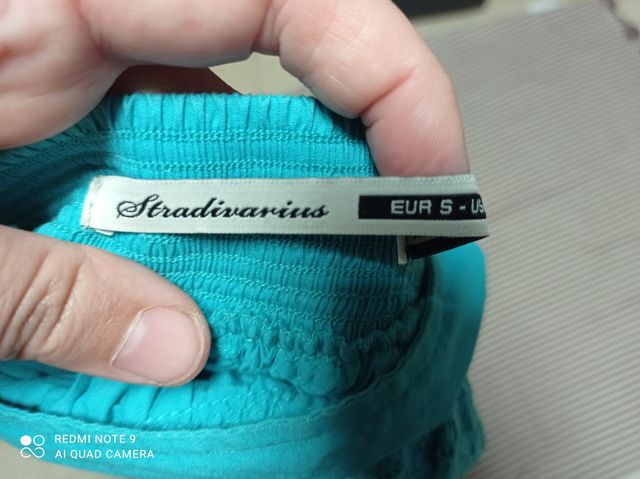 Stradivarius
EUR S - US
REDMI NOTE 9
AI QUAD CAMERA